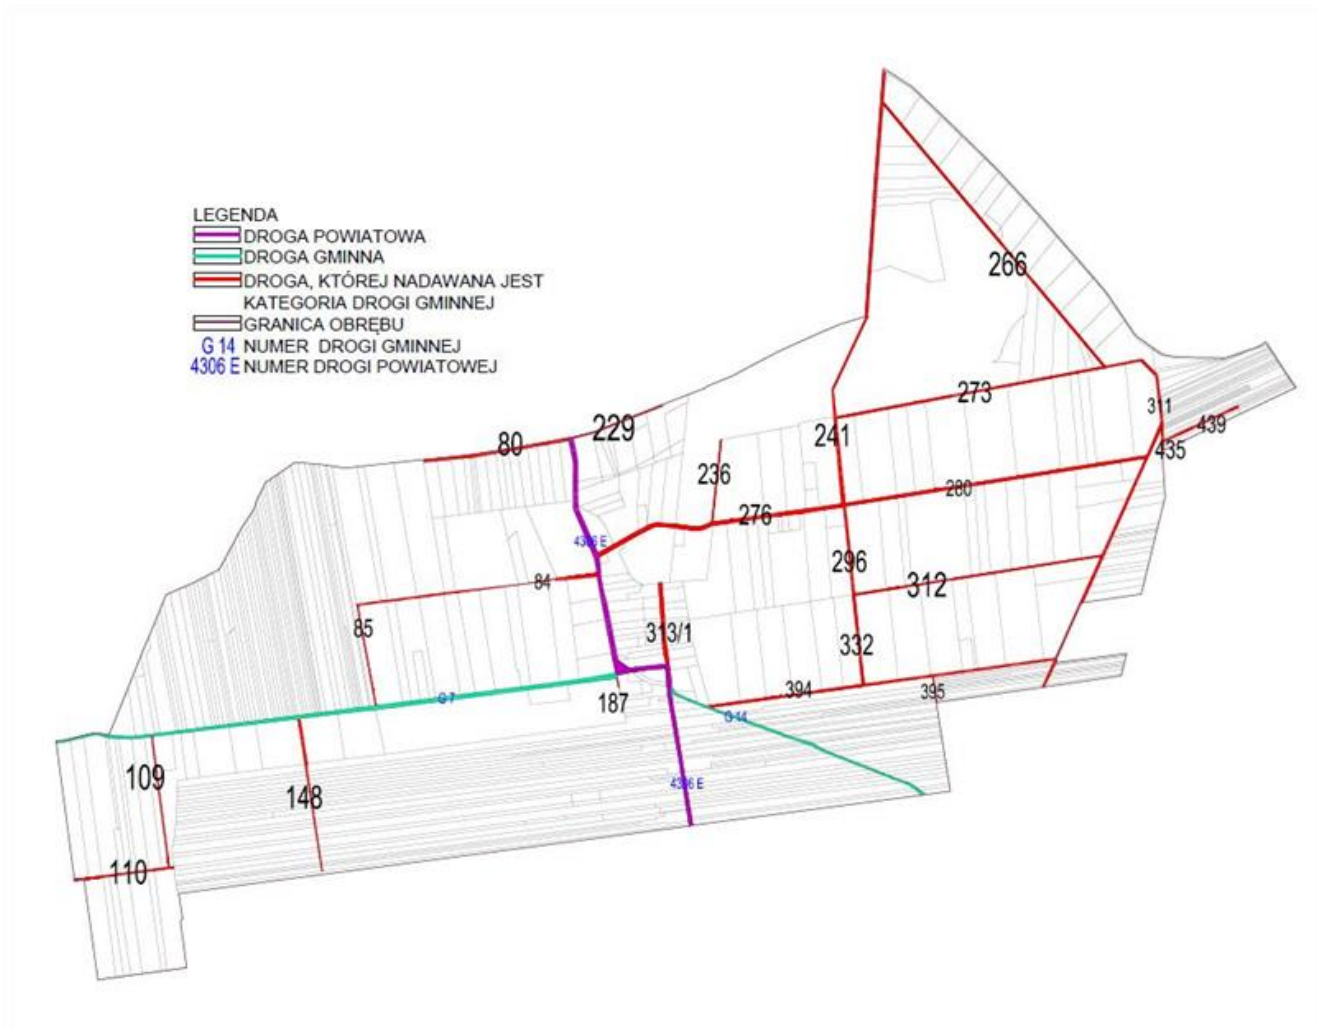 LEGENDA
DROGA POWIATOWA
DROGA GMINNA
DROGA, KTÓREJ NADAWANA JEST
KATEGORIA DROGI GMINNEJ
GRANICA OBRĘBU
G 14 NUMER DROGI GMINNEJ
4306 E NUMER DROGI POWIATOWEJ
266
273
311
439
229
241
435
80
236
280
276
4306 E
296
84
312
85
313/1
332
394
395
187
G 7
G 14
109
4306 E
148
110